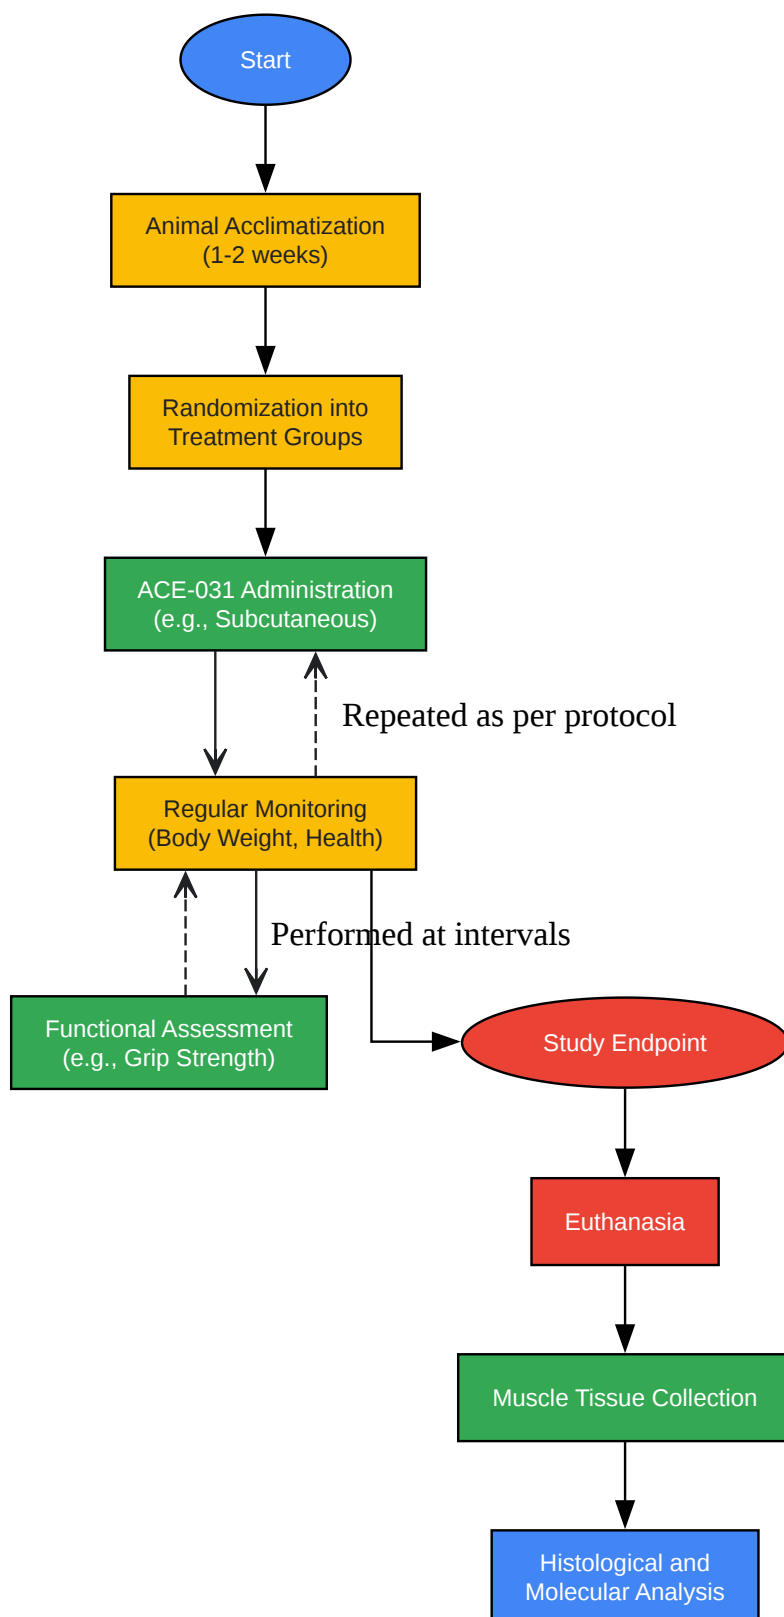 Start
Animal Acclimatization
(1-2 weeks)
Randomization into
Treatment Groups
ACE-031 Administration
(e.g., Subcutaneous)
Repeated as per protocol
Regular Monitoring
(Body Weight, Health)
Performed at intervals
Functional Assessment
(e.g., Grip Strength)
Study Endpoint
Euthanasia
Muscle Tissue Collection
Histological and
Molecular Analysis